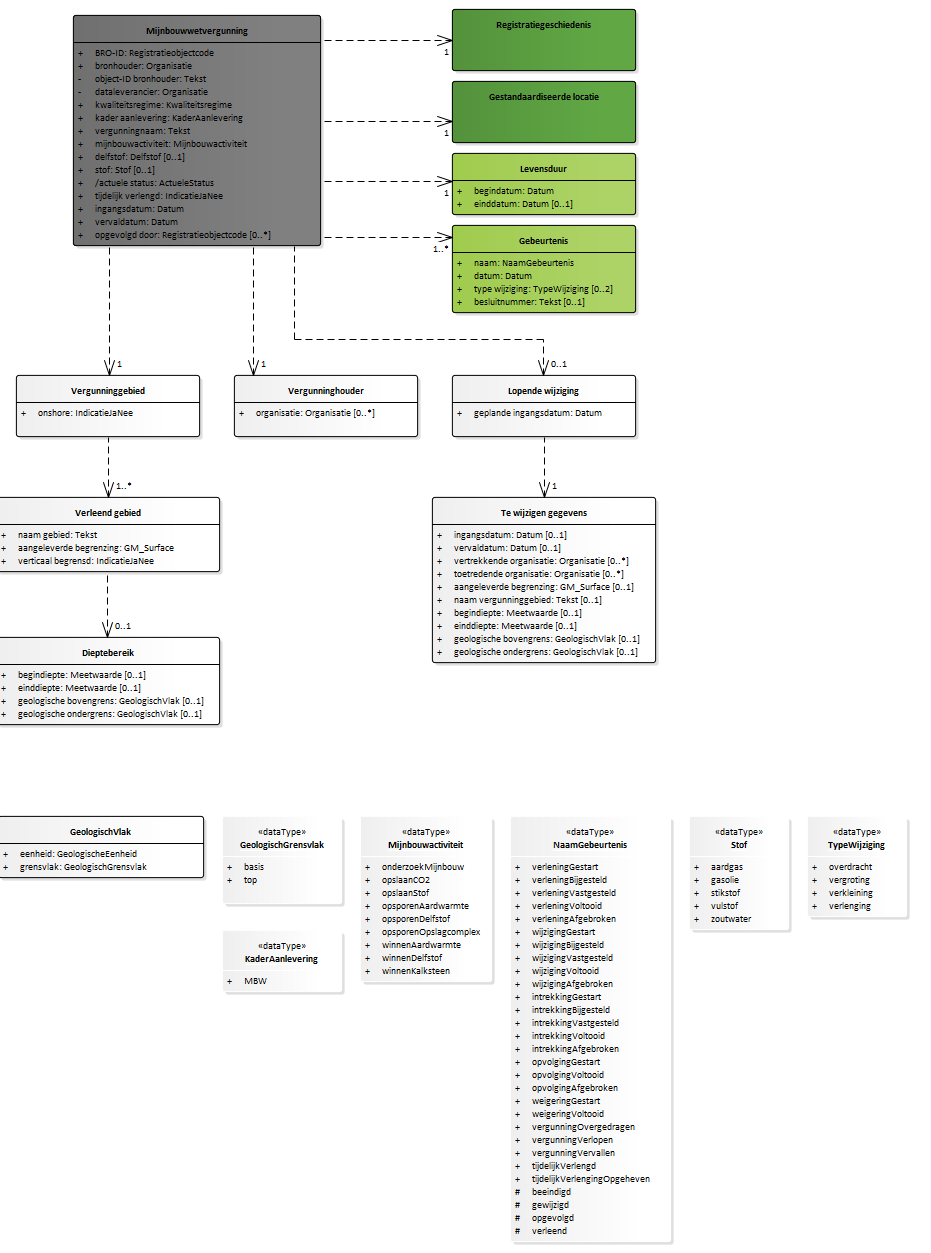 Mijnbouwwetvergunning
+ BRO-ID: Registratieobjectcode
+ bronhouder: Organisatie
- object-ID bronhouder: Tekst
- dataleverancier: Organisatie
+ kwaliteitsregime: Kwaliteitsregime
+ kader aanlevering: KaderAanlevering
+ vergunningnaam: Tekst
+ mijnbouwactiviteit: Mijnbouwactiviteit
+ delfstof: Delfstof [0..1]
+ stof: Stof [0..1]
+ /actuele status: ActueleStatus
+ tijdelijk verlengd: IndicatieJaNee
+ ingangsdatum: Datum
+ vervaldatum: Datum
+ opgevolgd door: Registratieobjectcode [0..*]
Registratiegeschiedenis
1
Gestandaardiseerde locatie
1
Levensduur
+ begindatum: Datum
+ einddatum: Datum [0..1]
1
Gebeurtenis
+ naam: NaamGebeurtenis
+ datum: Datum
+ type wijziging: TypeWijziging [0..2]
+ besluitnummer: Tekst [0..1]
1..*
1
1
0..1
Vergunninggebied
+ onshore: IndicatieJaNee
Vergunninghouder
+ organisatie: Organisatie [0..*]
Lopende wijziging
+ geplande ingangsdatum: Datum
1..*
1
Verleend gebied
+ naam gebied: Tekst
+ aangeleverde begrenzing: GM_Surface
+ verticaal begrensd: IndicatieJaNee
Te wijzigen gegevens
+ ingangsdatum: Datum [0..1]
+ vervaldatum: Datum [0..1]
+ vertrekkende organisatie: Organisatie [0..*]
+ toetredende organisatie: Organisatie [0..*]
+ aangeleverde begrenzing: GM_Surface [0..1]
+ naam vergunninggebied: Tekst [0..1]
+ begindiepte: Meetwaarde [0..1]
+ einddiepte: Meetwaarde [0..1]
+ geologische bovengrens: GeologischVlak [0..1]
+ geologische ondergrens: GeologischVlak [0..1]
0..1
Dieptebereik
+ begindiepte: Meetwaarde [0..1]
+ einddiepte: Meetwaarde [0..1]
+ geologische bovengrens: GeologischVlak [0..1]
+ geologische ondergrens: GeologischVlak [0..1]
GeologischVlak
+ eenheid: GeologischeEenheid
+ grensvlak: GeologischGrensvlak
«dataType»
GeologischGrensvlak
+ basis
+ top
«dataType»
KaderAanlevering
+ MBW
«dataType»
Mijnbouwactiviteit
+ onderzoekMijnbouw
+ opslaanCO2
+ opslaanStof
+ opsporenAardwarmte
+ opsporenDelfstof
+ opsporenOpslagcomplex
+ winnenAardwarmte
+ winnenDelfstof
+ winnenKalksteen
«dataType»
NaamGebeurtenis
+ verleningGestart
+ verleningBijgesteld
+ verleningVastgesteld
+ verleningVoltooid
+ verleningAfgebroken
+ wijzigingGestart
+ wijzigingBijgesteld
+ wijzigingVastgesteld
+ wijzigingVoltooid
+ wijzigingAfgebroken
+ intrekkingGestart
+ intrekkingBijgesteld
+ intrekkingVastgesteld
+ intrekkingVoltooid
+ intrekkingAfgebroken
+ opvolgingGestart
+ opvolgingVoltooid
+ opvolgingAfgebroken
+ weigeringGestart
+ weigeringVoltooid
+ vergunningOvergedragen
+ vergunningVerlopen
+ vergunningVervallen
+ tijdelijkVerlengd
+ tijdelijkVerlengingOpgeheven
# beeindigd
# gewijzigd
# opgevolgd
# verleend
«dataType»
Stof
+ aardgas
+ gasolie
+ stikstof
+ vulstof
+ zoutwater
«dataType»
TypeWijziging
+ overdracht
+ vergroting
+ verkleining
+ verlenging